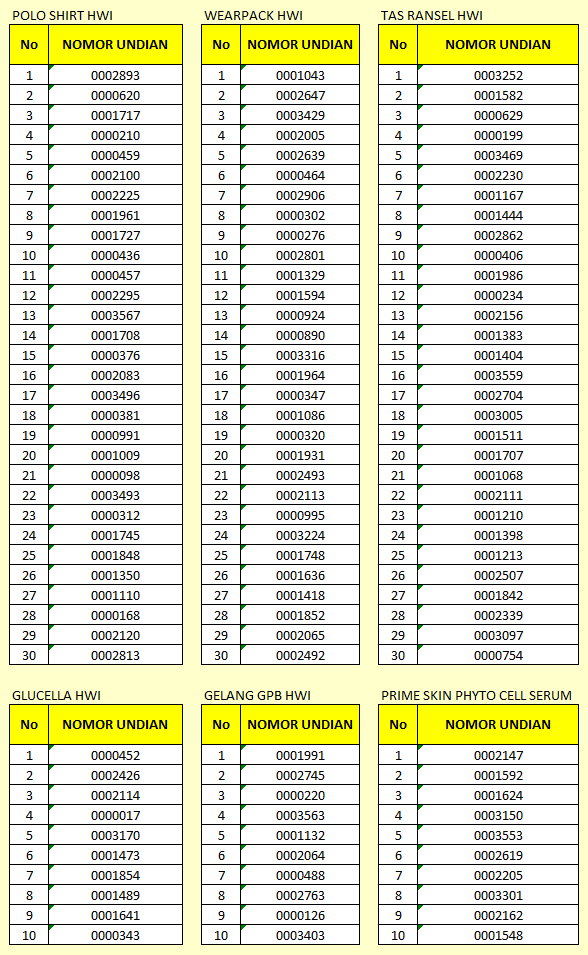 POLO SHIRT HWI WEARPACK HWI TAS RANSEL HWI
No NOMOR UNDIAN No NOMOR UNDIAN No NOMOR UNDIAN
1 0002893 1 0001043 1 0003252
2 0000620 2 0002647 2 0001582
3 0001717 3 0003429 3 0000629
4 0000210 4 0002005 4 0000199
5 0000459 5 0002639 5 0003469
6 0002100 6 0000464 6 0002230
7 0002225 7 0002906 7 0001167
8 0001961 8 0000302 8 0001444
9 0001727 9 0000276 9 0002862
10 0000436 10 0002801 10 0000406
11 0000457 11 0001329 11 0001986
12 0002295 12 0001594 12 0000234
13 0003567 13 0000924 13 0002156
14 0001708 14 0000890 14 0001383
15 0000376 15 0003316 15 0001404
16 0002083 16 0001964 16 0003559
17 0003496 17 0000347 17 0002704
18 0000381 18 0001086 18 0003005
19 0000991 19 0000320 19 0001511
20 0001009 20 0001931 20 0001707
21 0000098 21 0002493 21 0001068
22 0003493 22 0002113 22 0002111
23 0000312 23 0000995 23 0001210
24 0001745 24 0003224 24 0001398
25 0001848 25 0001748 25 0001213
26 0001350 26 0001636 26 0002507
27 0001110 27 0001418 27 0001842
28 0000168 28 0001852 28 0002339
29 0002120 29 0002065 29 0003097
30 0002813 30 0002492 30 0000754
GLUCELLA HWI GELANG GPB HWI PRIME SKIN PHYTO CELL SERUM
No NOMOR UNDIAN No NOMOR UNDIAN No NOMOR UNDIAN
1 0000452 1 0001991 1 0002147
2 0002426 2 0002745 2 0001592
3 0002114 3 0000220 3 0001624
4 0000017 4 0003563 4 0003150
5 0003170 5 0001132 5 0003553
6 0001473 6 0002064 6 0002619
7 0001854 7 0000488 7 0002205
8 0001489 8 0002763 8 0003301
9 0001641 9 0000126 9 0002162
10 0000343 10 0003403 10 0001548